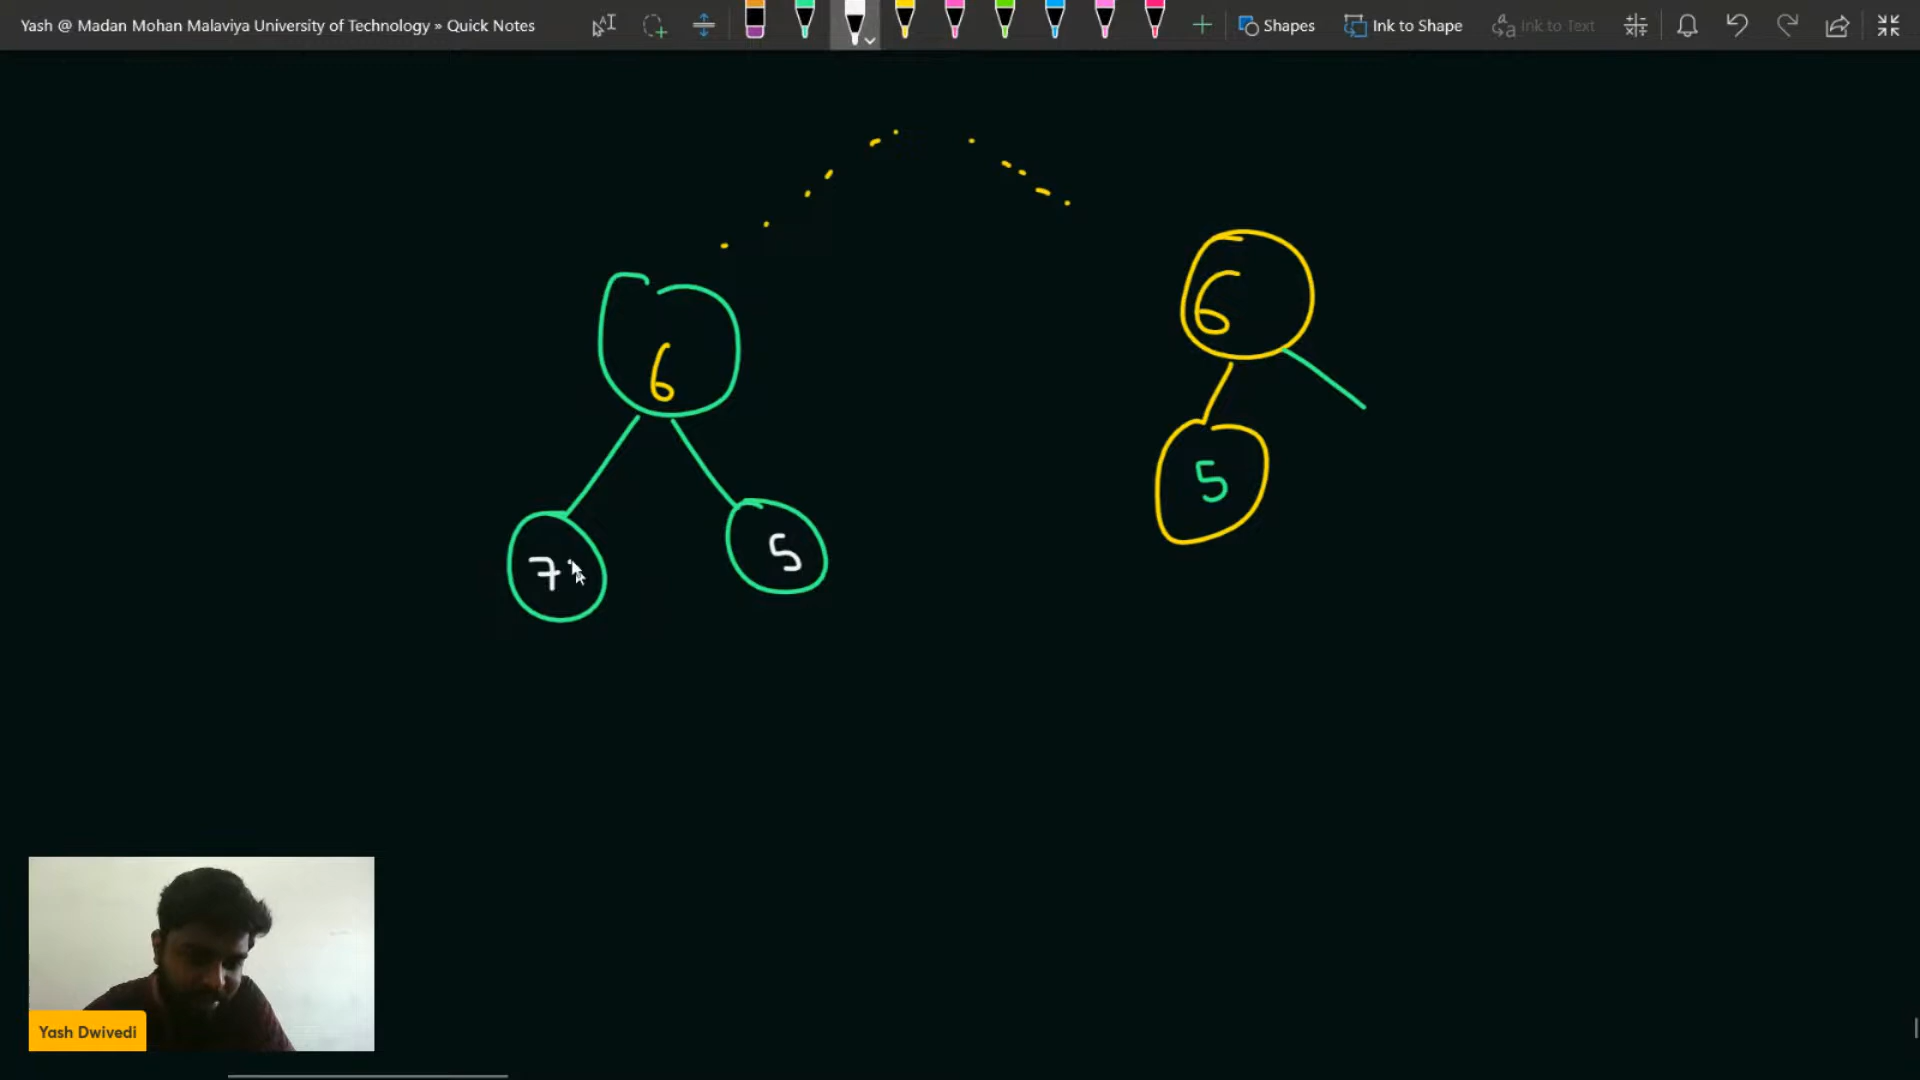 Yash @ Madan Mohan Malaviya University of Technology » Quick Notes
Shapes
Ink to Shape
Ink to Text
6
6
5
7
5
Yash Dwivedi